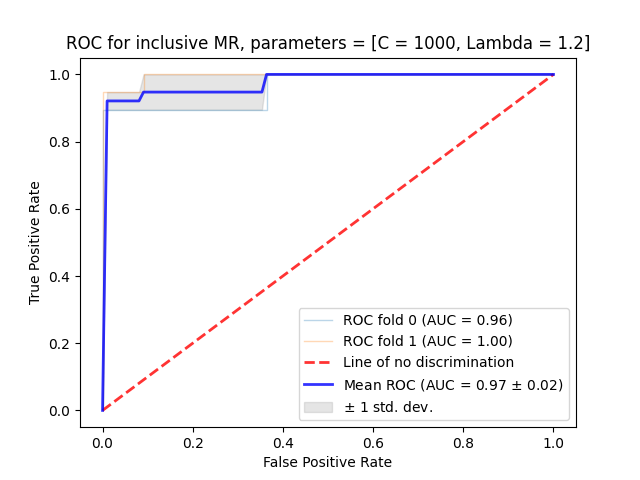 ROC for inclusive MR, parameters = [C = 1000, Lambda = 1.2]
True Positive Rate
1.0
0.8
0.6
0.4
0.2
0.0
ROC fold 0 (AUC = 0.96)
ROC fold 1 (AUC = 1.00)
Line of no discrimination
Mean ROC (AUC = 0.97 ± 0.02)
± 1 std. dev.
0.0 0.2 0.4 0.6 0.8 1.0
False Positive Rate